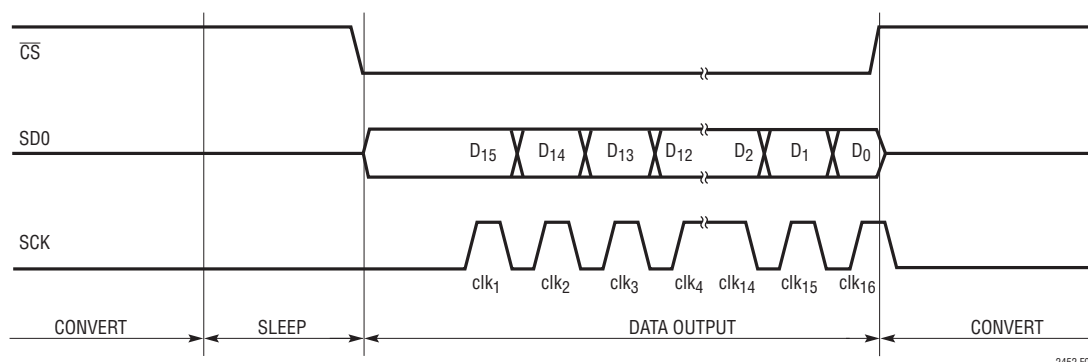 CS
SD0
D15 D14 D13 D12 D2 D1 D0
SCK
clk1 clk2 clk3 clk4 clk14 clk15 clk16
CONVERT SLEEP DATA OUTPUT CONVERT